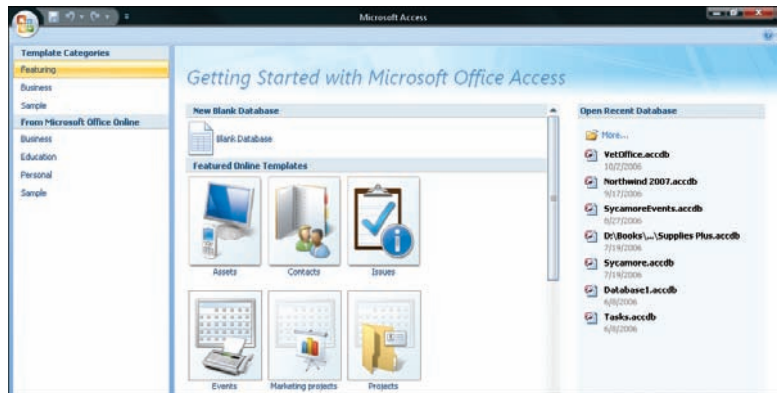 Microsoft Access
Template Categories
Featuring
Business
Sample
From Microsoft Office Online
Business
Education
Personal
Sample
Getting Started with Microsoft Office Access
New Blank Database
Blank Database
Featured Online Templates
Assets
Contacts
Issues
Events
Marketing projects
Projects
Open Recent Database
More...
VetOffice.accdb
10/2/2006
Northwind 2007.accdb
9/17/2006
SycamoreEvents.accdb
8/27/2006
D:\Books\...\Supplies Plus.accdb
7/19/2006
Sycamore.accdb
7/19/2006
Database1.accdb
6/8/2006
Tasks.accdb
6/8/2006